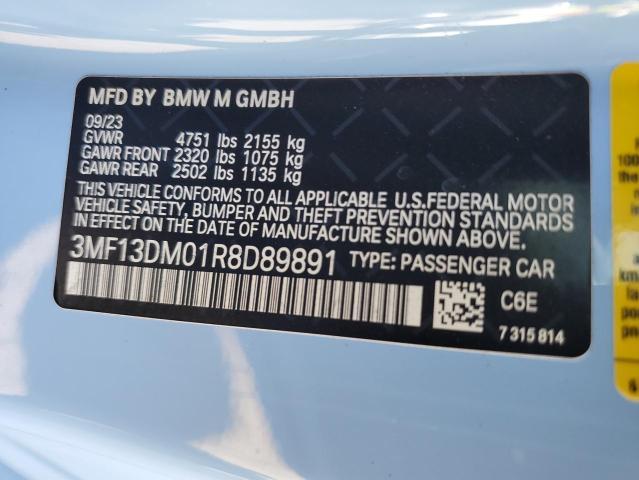 MFD BY BMW M GMBH
09/23
GVWR 4751 lbs 2155 kg
GAWR FRONT 2320 lbs 1075 kg
GAWR REAR 2502 lbs 1135 kg
THIS VEHICLE CONFORMS TO ALL APPLICABLE U.S.FEDERAL MOTOR
VEHICLE SAFETY, BUMPER AND THEFT PREVENTION STANDARDS
IN EFFECT ON THE DATE OF MANUFACTURE SHOWN ABOVE.
3MF13DM01R8D89891 TYPE: PASSENGER CAR
C6E
7 315 814
100